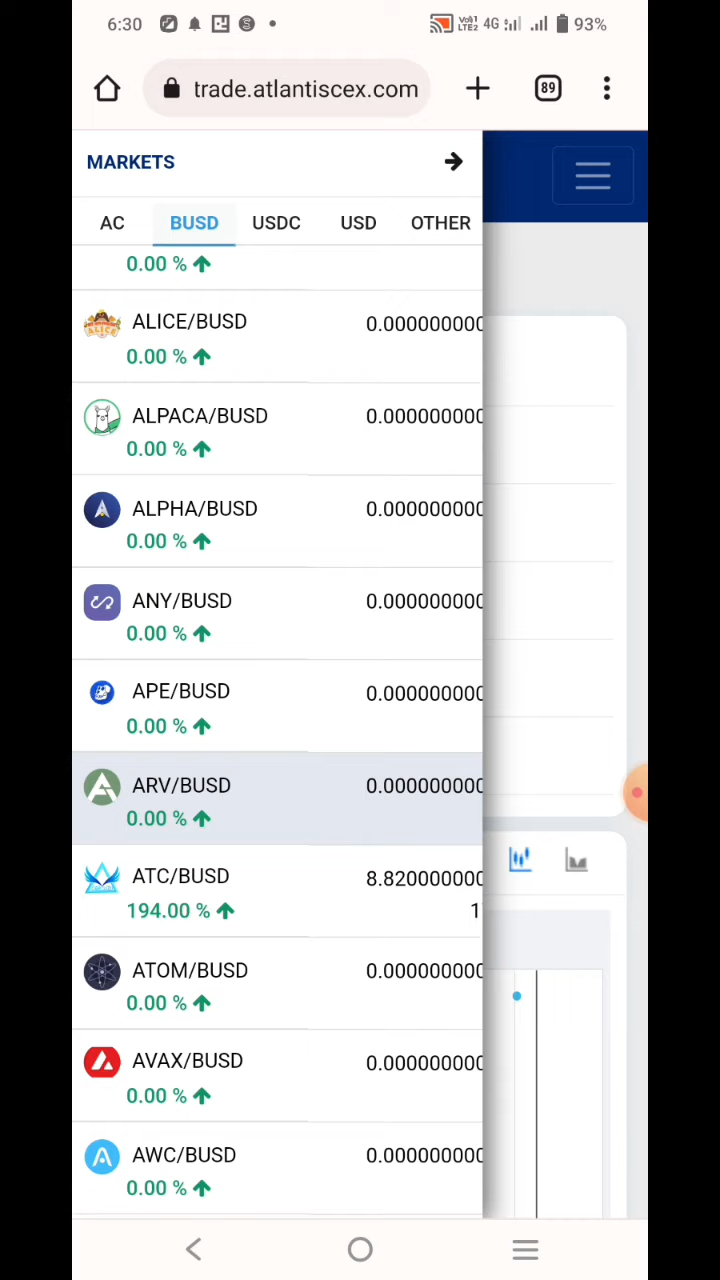 6:30 Vo1) LTE2 4G 93%
trade.atlantiscex.com 89
MARKETS
AC BUSD USDC USD OTHER
0.00 %
ALICE/BUSD 0.000000000
0.00 %
ALPACA/BUSD 0.000000000
0.00 %
ALPHA/BUSD 0.000000000
0.00 %
ANY/BUSD 0.000000000
0.00 %
APE/BUSD 0.000000000
0.00 %
ARV/BUSD 0.000000000
0.00 %
ATC/BUSD 8.820000000
194.00 % 1
ATOM/BUSD 0.000000000
0.00 %
AVAX/BUSD 0.000000000
0.00 %
AWC/BUSD 0.000000000
0.00 %